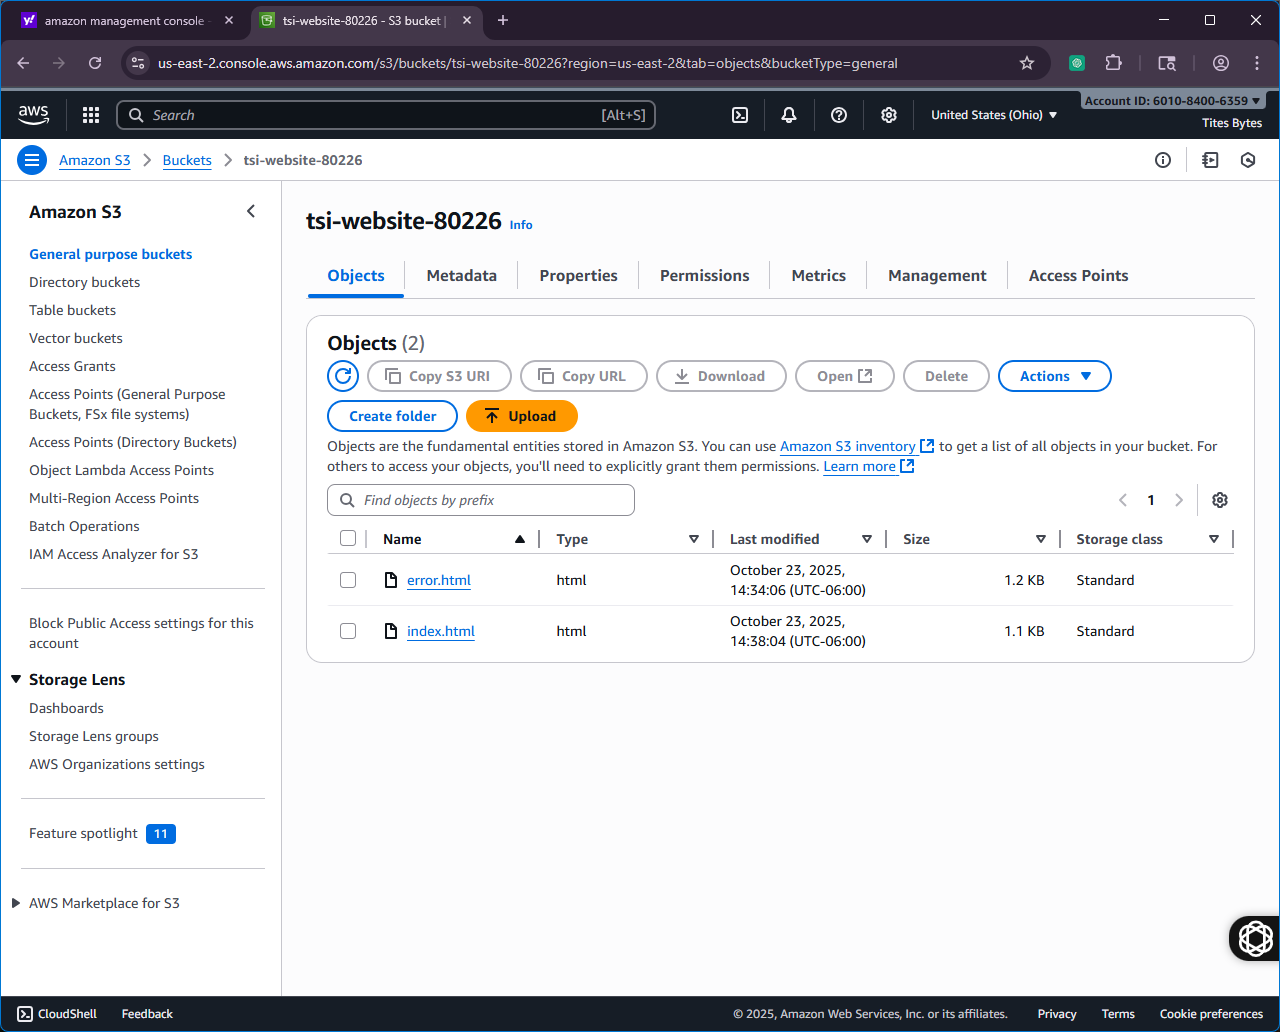 amazon management console -
tsi-website-80226 - S3 bucket |
us-east-2.console.aws.amazon.com/s3/buckets/tsi-website-80226?region=us-east-2&tab=objects&bucketType=general
aws
Search [Alt+S]
United States (Ohio)
Account ID: 6010-8400-6359
Tites Bytes
Amazon S3 > Buckets > tsi-website-80226
Amazon S3
General purpose buckets
Directory buckets
Table buckets
Vector buckets
Access Grants
Access Points (General Purpose
Buckets, FSx file systems)
Access Points (Directory Buckets)
Object Lambda Access Points
Multi-Region Access Points
Batch Operations
IAM Access Analyzer for S3
Block Public Access settings for this
account
Storage Lens
Dashboards
Storage Lens groups
AWS Organizations settings
Feature spotlight 11
AWS Marketplace for S3
tsi-website-80226 Info
Objects Metadata Properties Permissions Metrics Management Access Points
Objects (2)
Copy S3 URI Copy URL Download Open Delete Actions
Create folder Upload
Objects are the fundamental entities stored in Amazon S3. You can use Amazon S3 inventory to get a list of all objects in your bucket. For
others to access your objects, you'll need to explicitly grant them permissions. Learn more
Find objects by prefix
1
Name Type Last modified Size Storage class
error.html html October 23, 2025, 1.2 KB Standard
14:34:06 (UTC-06:00)
index.html html October 23, 2025, 1.1 KB Standard
14:38:04 (UTC-06:00)
CloudShell Feedback © 2025, Amazon Web Services, Inc. or its affiliates. Privacy Terms Cookie preferences